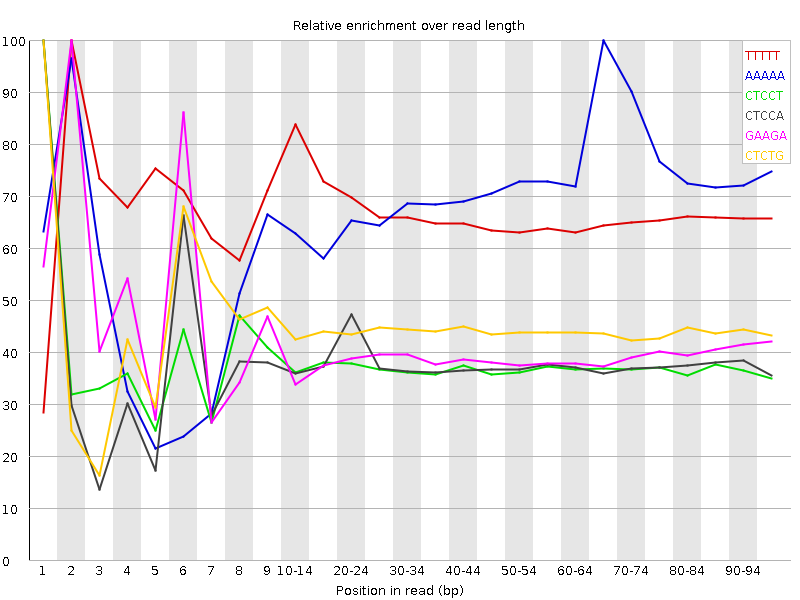 Relative enrichment over read length
100
90
80
70
60
50
40
30
20
10
0
TTTTT
AAAAA
CTCCT
CTCCA
GAAGA
CTCTG
1 2 3 4 5 6 7 8 9 10-14 20-24 30-34 40-44 50-54 60-64 70-74 80-84 90-94
Position in read (bp)